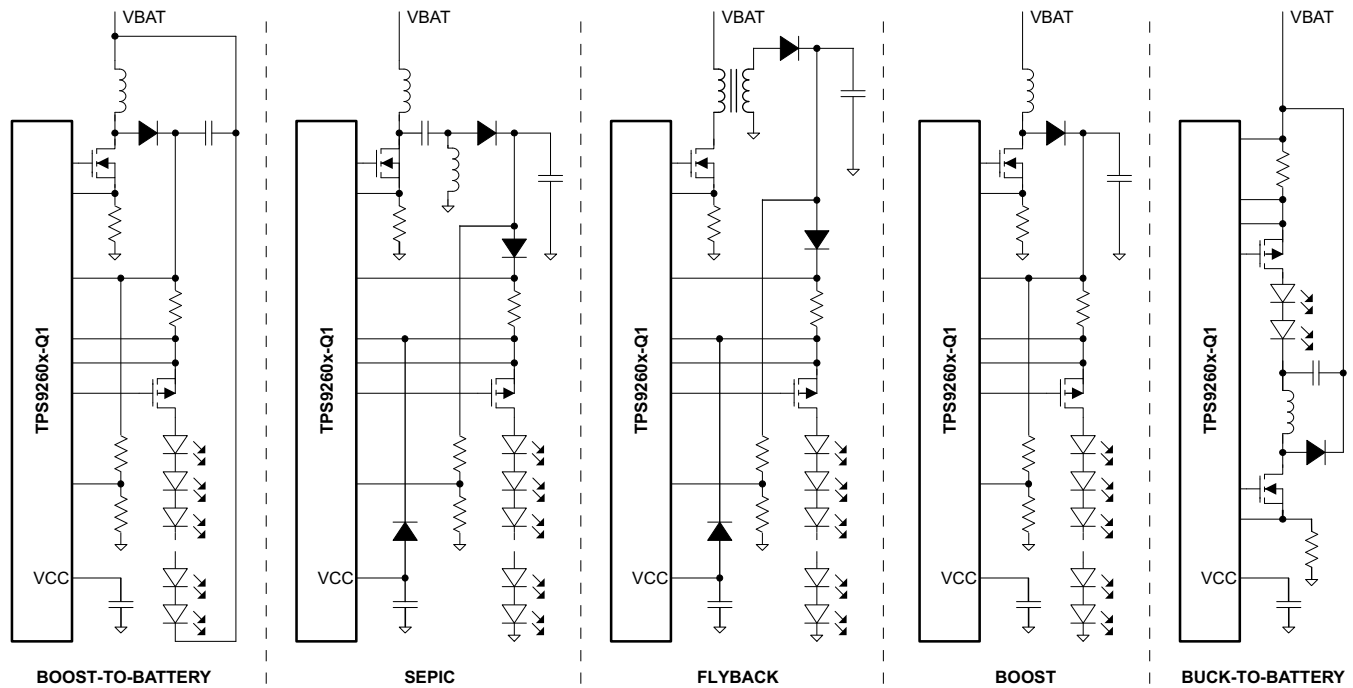 VBAT
TPS9260x-Q1
VCC
BOOST-TO-BATTERY
VBAT
TPS9260x-Q1
VCC
SEPIC
VBAT
TPS9260x-Q1
VCC
FLYBACK
VBAT
TPS9260x-Q1
VCC
BOOST
VBAT
TPS9260x-Q1
VCC
BUCK-TO-BATTERY